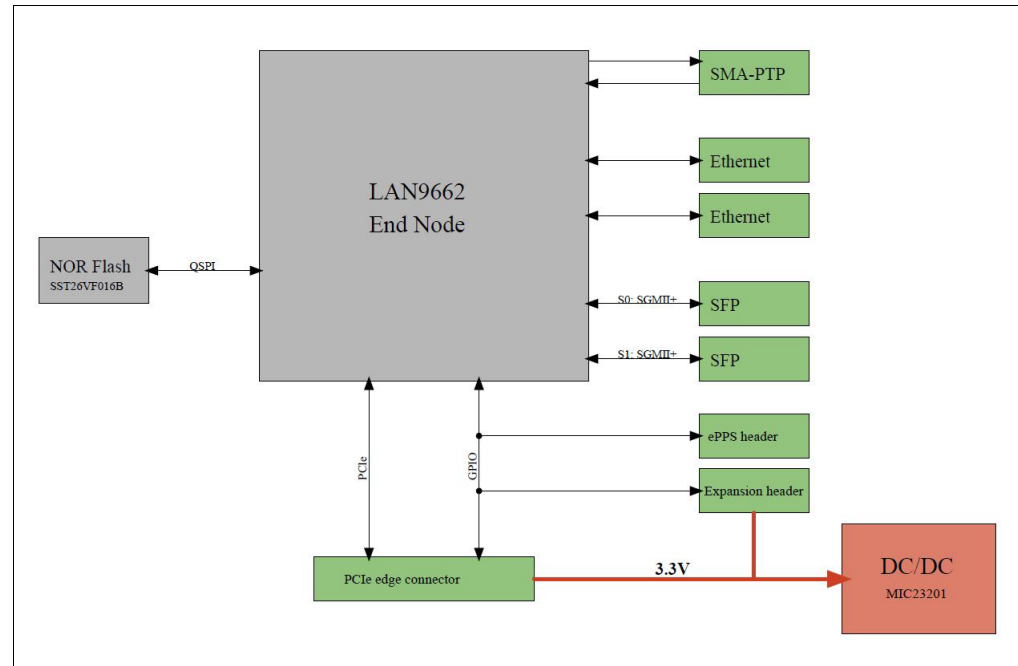 SMA-PTP
LAN9662
End Node
Ethernet
Ethernet
NOR Flash
SST26VF016B
QSPI
S0: SGMII+
SFP
S1: SGMII+
SFP
PCIe
GPIO
ePPS header
Expansion header
PCIe edge connector
3.3V
DC/DC
MIC23201